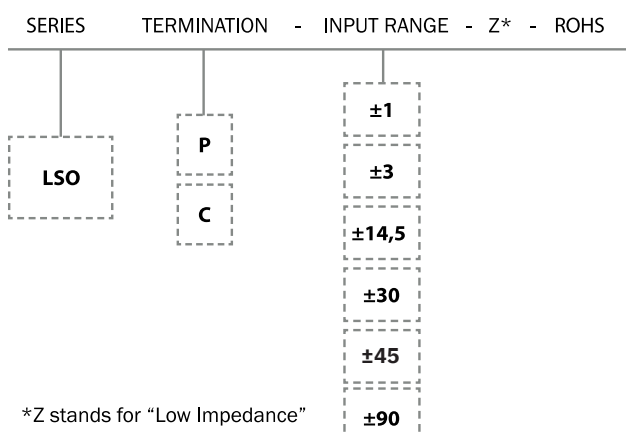 SERIES TERMINATION - INPUT RANGE - Z* - ROHS
±1
P
±3
LSO
C
±14,5
±30
±45
*Z stands for “Low Impedance”
±90